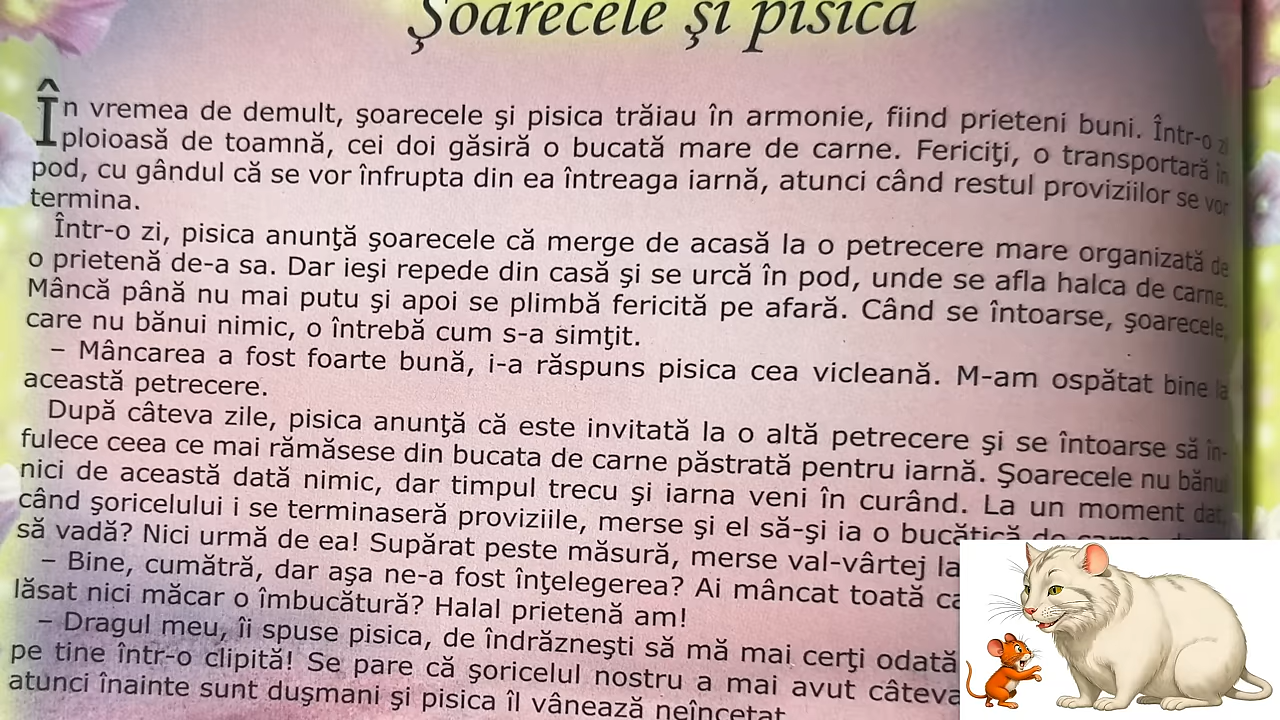 Şoarecele şi pisica
În vremea de demult, şoarecele şi pisica trăiau în armonie, fiind prieteni buni. Într-o zi
ploioasă de toamnă, cei doi găsiră o bucată mare de carne. Fericiţi, o transportară în
pod, cu gândul că se vor înfrupta din ea întreaga iarnă, atunci când restul proviziilor se vor
termina.
Într-o zi, pisica anunţă şoarecele că merge de acasă la o petrecere mare organizată de
o prietenă de-a sa. Dar ieşi repede din casă şi se urcă în pod, unde se afla halca de carne.
Mâncă până nu mai putu şi apoi se plimbă fericită pe afară. Când se întoarse, şoarecele,
care nu bănui nimic, o întrebă cum s-a simţit.
– Mâncarea a fost foarte bună, i-a răspuns pisica cea vicleană. M-am ospătat bine la
această petrecere.
După câteva zile, pisica anunţă că este invitată la o altă petrecere şi se întoarse să în-
fulece ceea ce mai rămăsese din bucata de carne păstrată pentru iarnă. Şoarecele nu bănui
nici de această dată nimic, dar timpul trecu şi iarna veni în curând. La un moment dat,
când şoricelului i se terminaseră proviziile, merse şi el să-şi ia o bucăţică de carne,
să vadă? Nici urmă de ea! Supărat peste măsură, merse val-vârtej la
– Bine, cumătră, dar aşa ne-a fost înţelegerea? Ai mâncat toată
lăsat nici măcar o îmbucătură? Halal prietenă am!
– Dragul meu, îi spuse pisica, de îndrăzneşti să mă mai cerţi odată
pe tine într-o clipită! Se pare că şoricelul nostru a mai avut câteva
atunci înainte sunt duşmani şi pisica îl vânează neîncetat